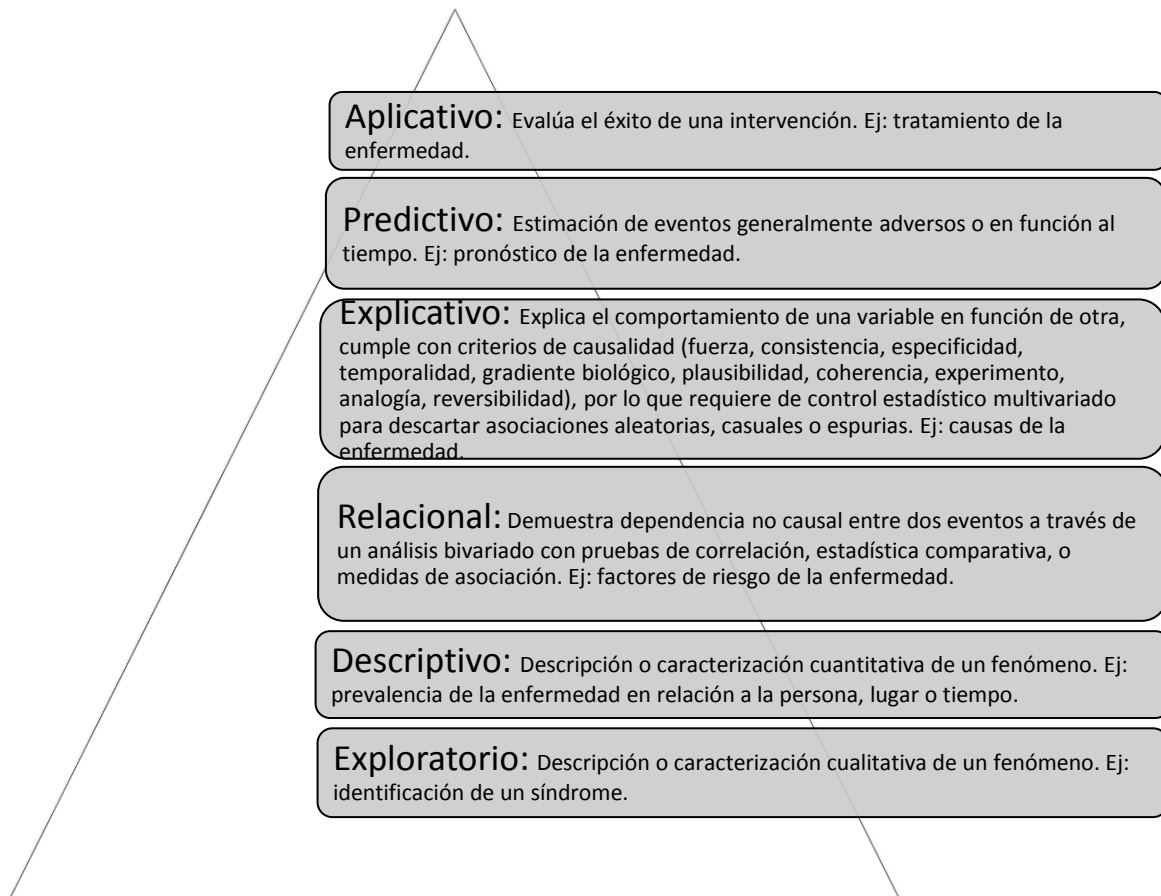 Aplicativo: Evalúa el éxito de una intervención. Ej: tratamiento de la
enfermedad.
Predictivo: Estimación de eventos generalmente adversos o en función al
tiempo. Ej: pronóstico de la enfermedad.
Explicativo: Explica el comportamiento de una variable en función de otra,
cumple con criterios de causalidad (fuerza, consistencia, especificidad,
temporalidad, gradiente biológico, plausibilidad, coherencia, experimento,
analogía, reversibilidad), por lo que requiere de control estadístico multivariado
para descartar asociaciones aleatorias, casuales o espurias. Ej: causas de la
enfermedad.
Relacional: Demuestra dependencia no causal entre dos eventos a través de
un análisis bivariado con pruebas de correlación, estadística comparativa, o
medidas de asociación. Ej: factores de riesgo de la enfermedad.
Descriptivo: Descripción o caracterización cuantitativa de un fenómeno. Ej:
prevalencia de la enfermedad en relación a la persona, lugar o tiempo.
Exploratorio: Descripción o caracterización cualitativa de un fenómeno. Ej:
identificación de un síndrome.